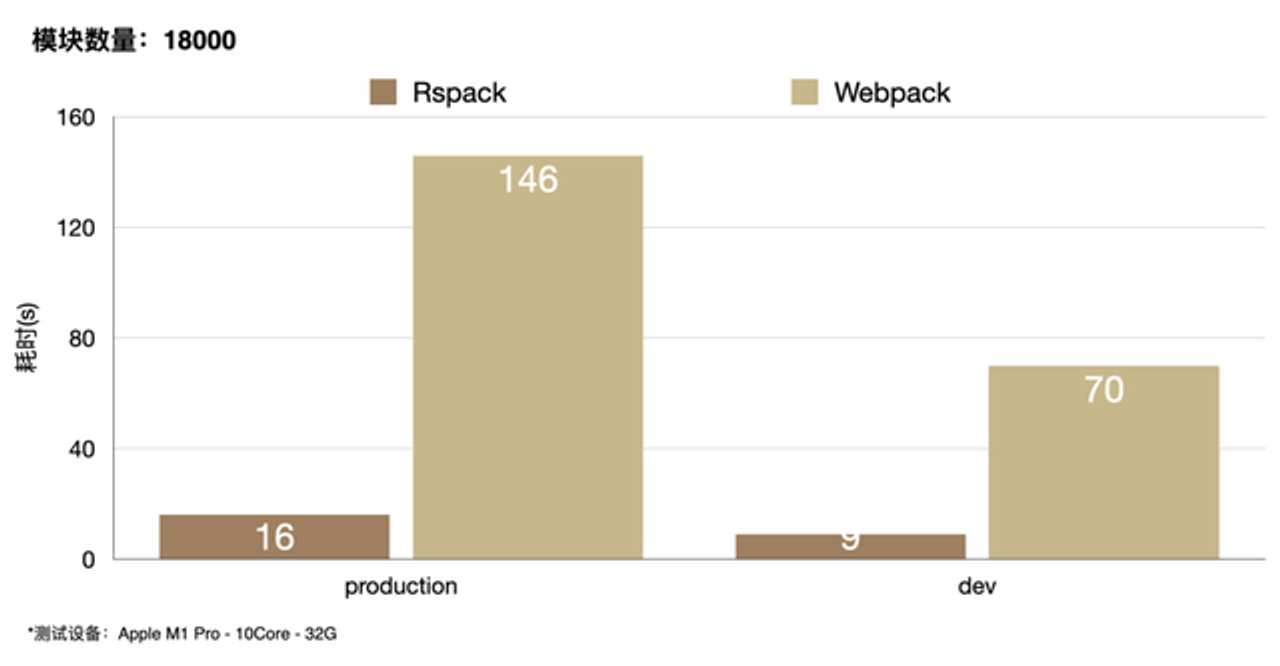 模块数量：18000
Rspack Webpack
160
146
120
耗时(s)
80
70
40
16
9
0
production dev
*测试设备：Apple M1 Pro - 10Core - 32G